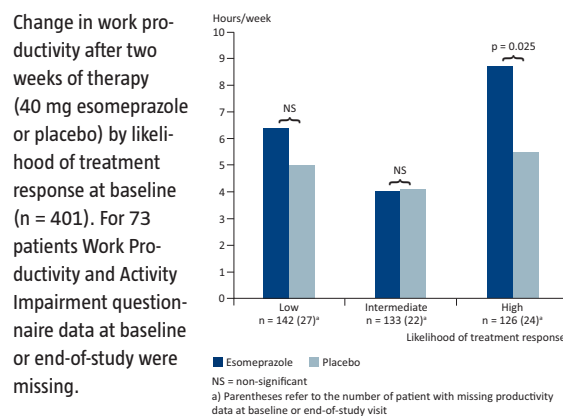 Change in work pro-
ductivity after two
weeks of therapy
(40 mg esomeprazole
or placebo) by likeli-
hood of treatment
response at baseline
(n = 401). For 73
patients Work Pro-
ductivity and Activity
Impairment question-
naire data at baseline
or end-of-study were
missing.
Hours/week
10
9
8
7
6
5
4
3
2
1
0
NS
NS
p = 0.025
Low
n = 142 (27)a
Intermediate
n = 133 (22)a
High
n = 126 (24)a
Likelihood of treatment response
Esomeprazole Placebo
NS = non-significant
a) Parentheses refer to the number of patient with missing productivity
data at baseline or end-of-study visit